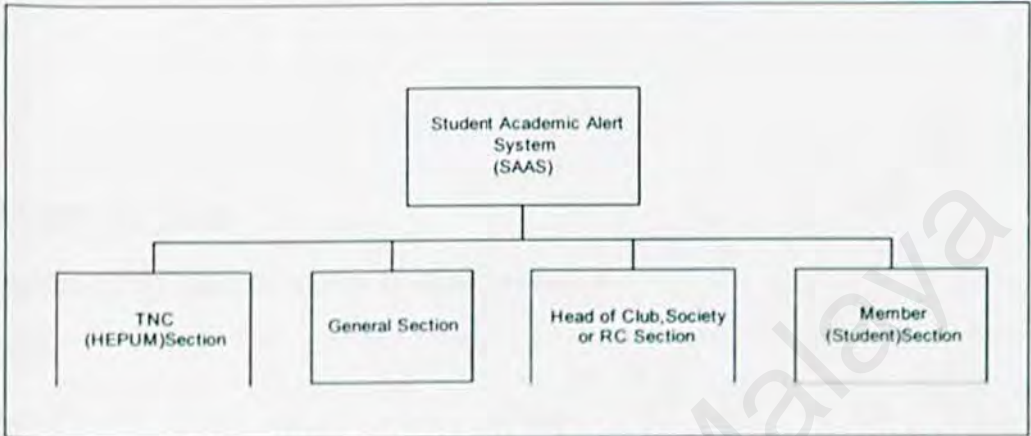 Student Academic Alert
System
(SAAS)
TNC
(HEPUM)Section
General Section
Head of Club,Society
or RC Section
Member
(Student)Section
Malaya